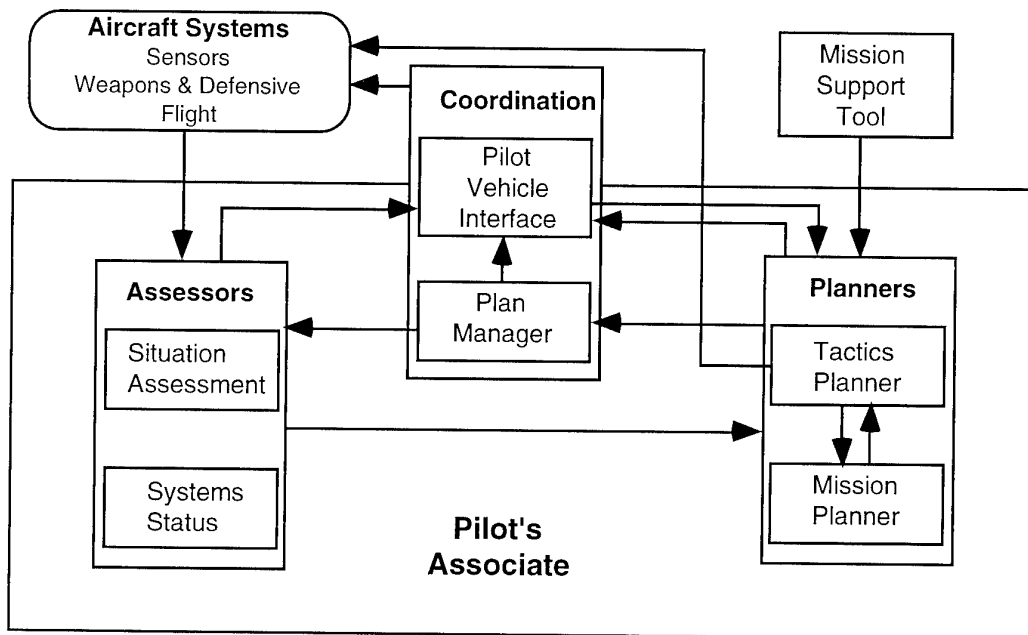 Aircraft Systems
Sensors
Weapons & Defensive
Flight
Coordination
Pilot
Vehicle
Interface
Plan
Manager
Mission
Support
Tool
Assessors
Situation
Assessment
Systems
Status
Planners
Tactics
Planner
Mission
Planner
Pilot's
Associate